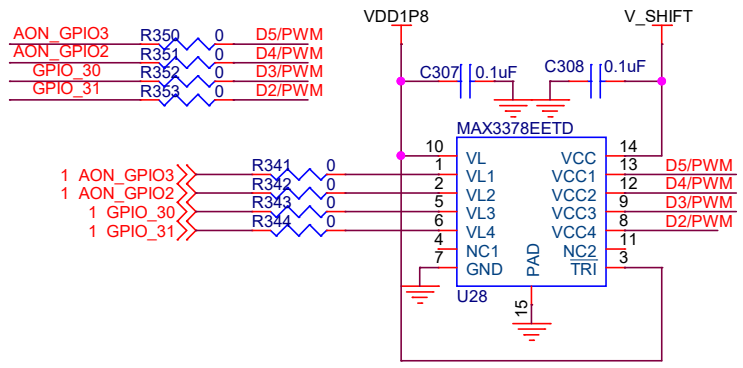 VDD1P8 V_SHIFT
AON_GPIO3 R350 0 D5/PWM
AON_GPIO2 R351 0 D4/PWM
GPIO_30 R352 0 D3/PWM
GPIO_31 R353 0 D2/PWM
C307 0.1uF C308 0.1uF
MAX3378EETD
10 VL VCC 14
1 AON_GPIO3 R341 0 1 VL1 VCC1 13 D5/PWM
1 AON_GPIO2 R342 0 2 VL2 VCC2 12 D4/PWM
1 GPIO_30 R343 0 5 VL3 VCC3 9 D3/PWM
1 GPIO_31 R344 0 6 VL4 VCC4 8 D2/PWM
4 NC1 NC2 11
7 GND PAD TRI 3
U28 15